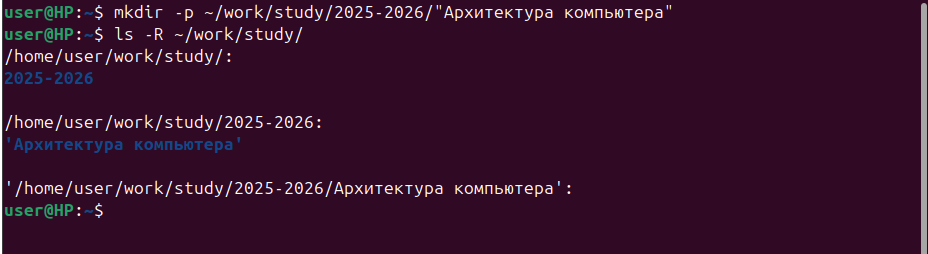 user@HP:~$ mkdir -p ~/work/study/2025-2026/"Архитектура компьютера"
user@HP:~$ ls -R ~/work/study/
/home/user/work/study/:
2025-2026
/home/user/work/study/2025-2026:
'Архитектура компьютера'
'/home/user/work/study/2025-2026/Архитектура компьютера':
user@HP:~$